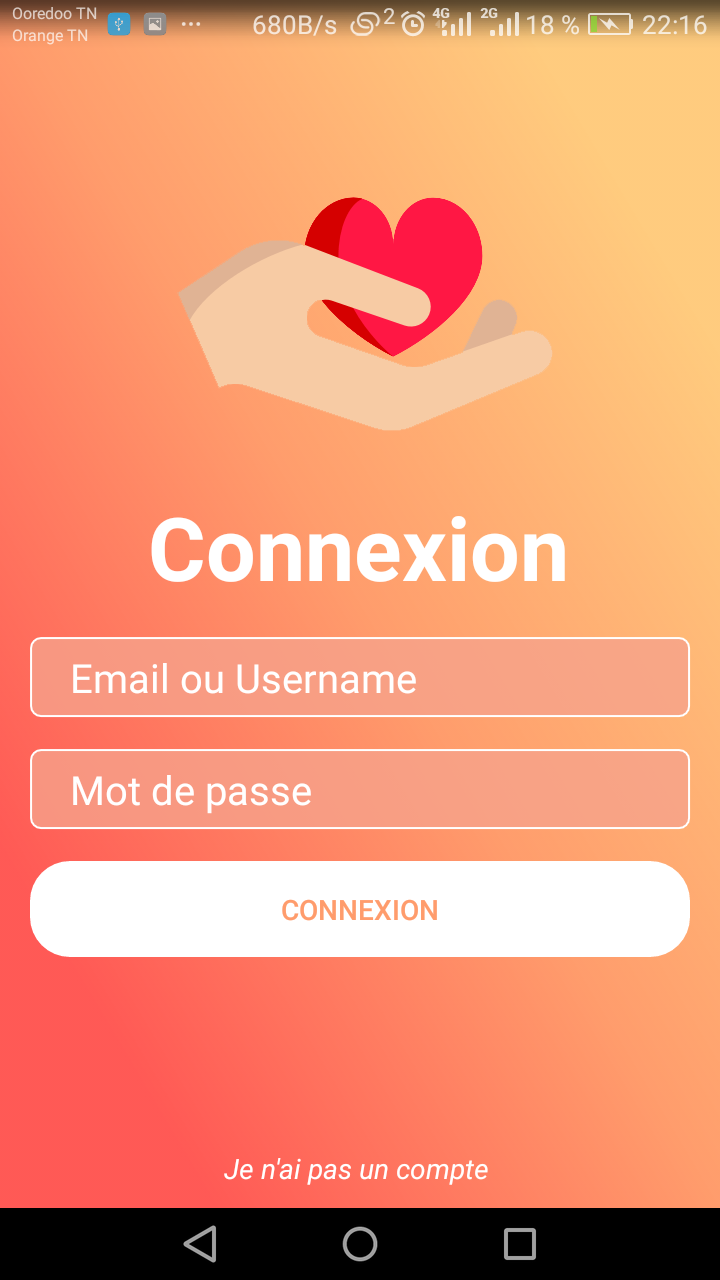 Ooredoo TN
Orange TN
680B/s 2 4G 2G 18 % 22:16
Connexion
Email ou Username
Mot de passe
CONNEXION
Je n'ai pas un compte